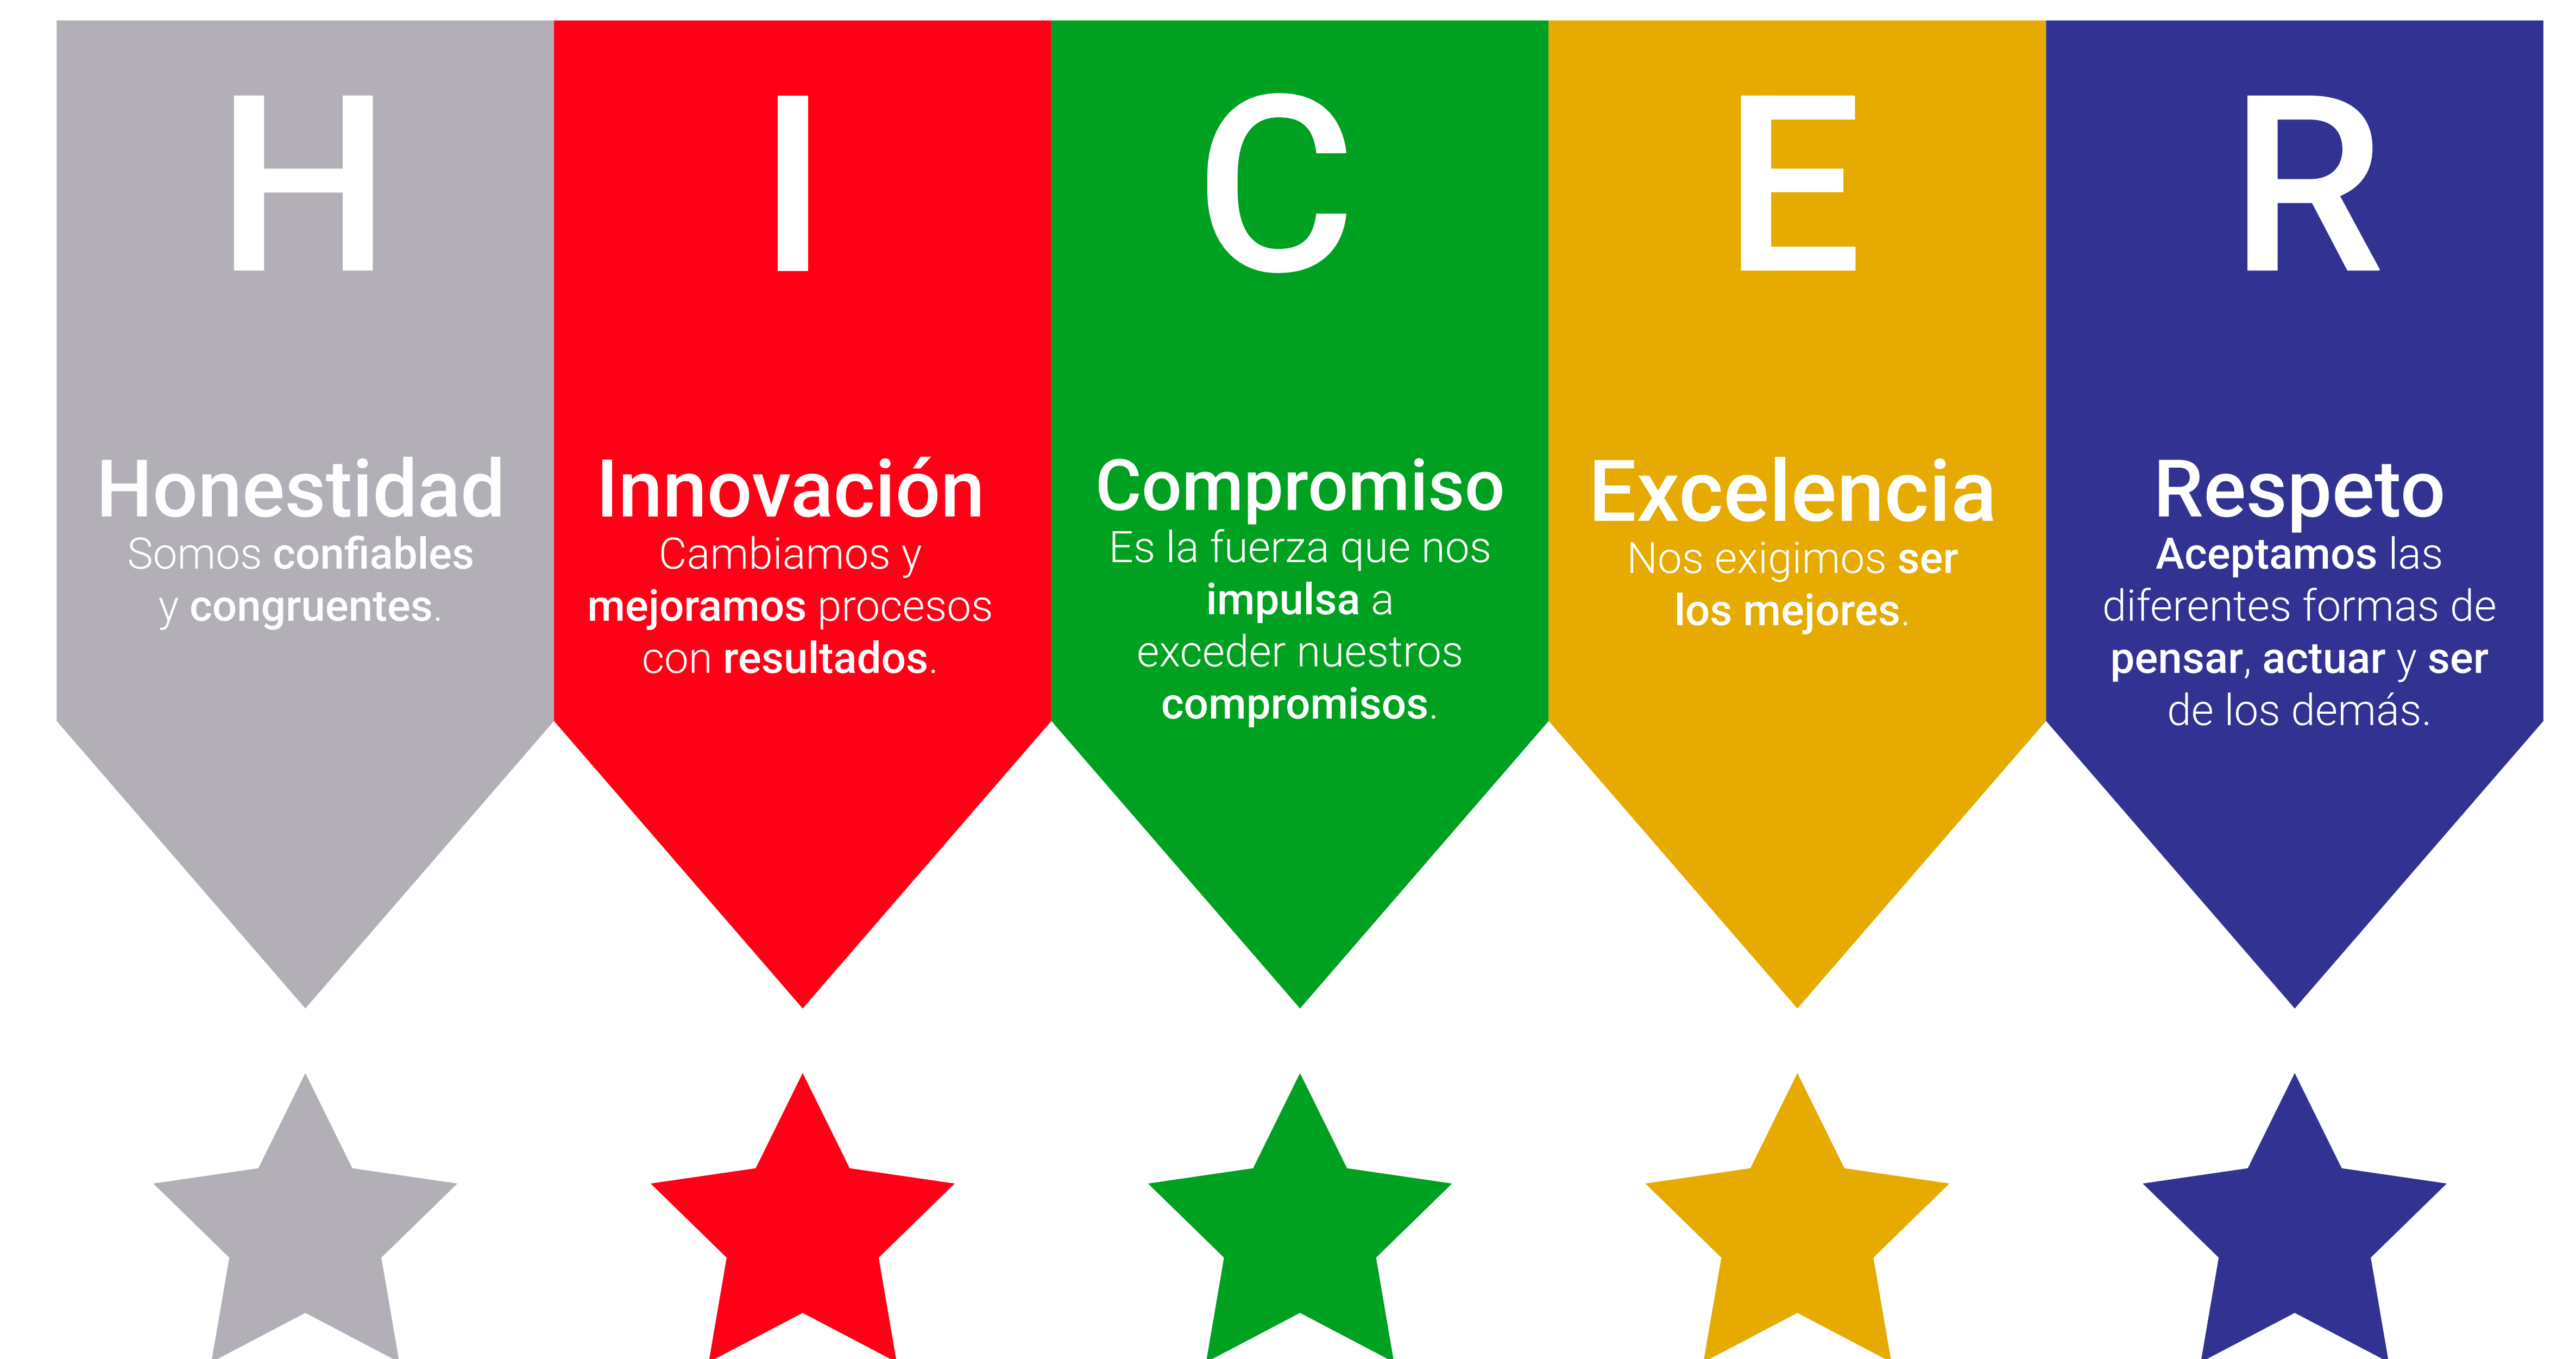 H
Honestidad
Somos confiables
y congruentes.
I
Innovación
Cambiamos y
mejoramos procesos
con resultados.
C
Compromiso
Es la fuerza que nos
impulsa a
exceder nuestros
compromisos.
E
Excelencia
Nos exigimos ser
los mejores.
R
Respeto
Aceptamos las
diferentes formas de
pensar, actuar y ser
de los demás.